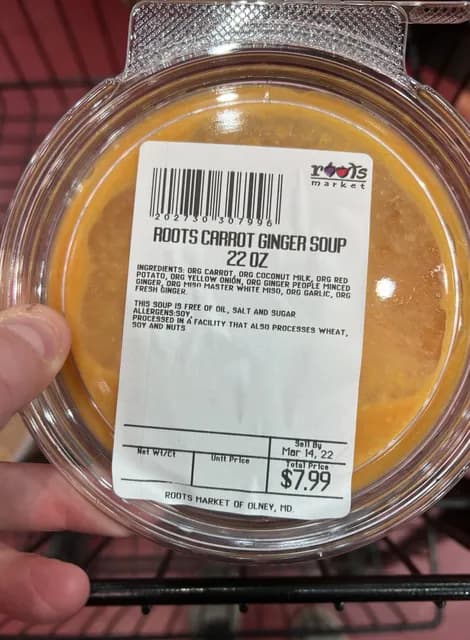 roots
market
202730 307996
ROOTS CARROT GINGER SOUP
22 OZ
INGREDIENTS: ORG CARROT, ORG COCONUT MILK, ORG RED
POTATO, ORG YELLOW ONION, ORG GINGER PEOPLE MINCED
GINGER, ORG MISO MASTER WHITE MISO, ORG GARLIC, ORG
FRESH GINGER.
THIS SOUP IS FREE OF OIL, SALT AND SUGAR
ALLERGENS:SOY.
PROCESSED IN A FACILITY THAT ALSO PROCESSES WHEAT,
SOY AND NUTS
Sell By
Mar 14, 22
Net Wt/Ct
Unit Price
Total Price
$7.99
ROOTS MARKET OF OLNEY, MD.